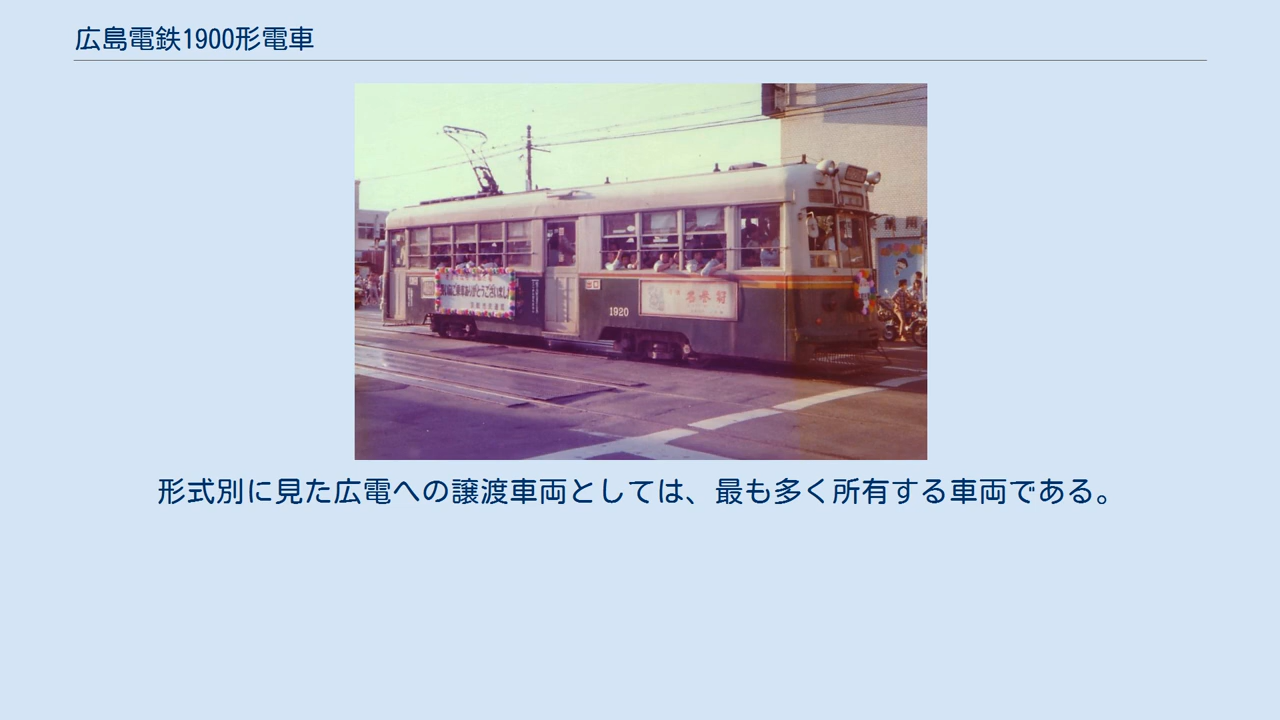 広島電鉄1900形電車
1920
形式別に見た広電への譲渡車両としては、最も多く所有する車両である。